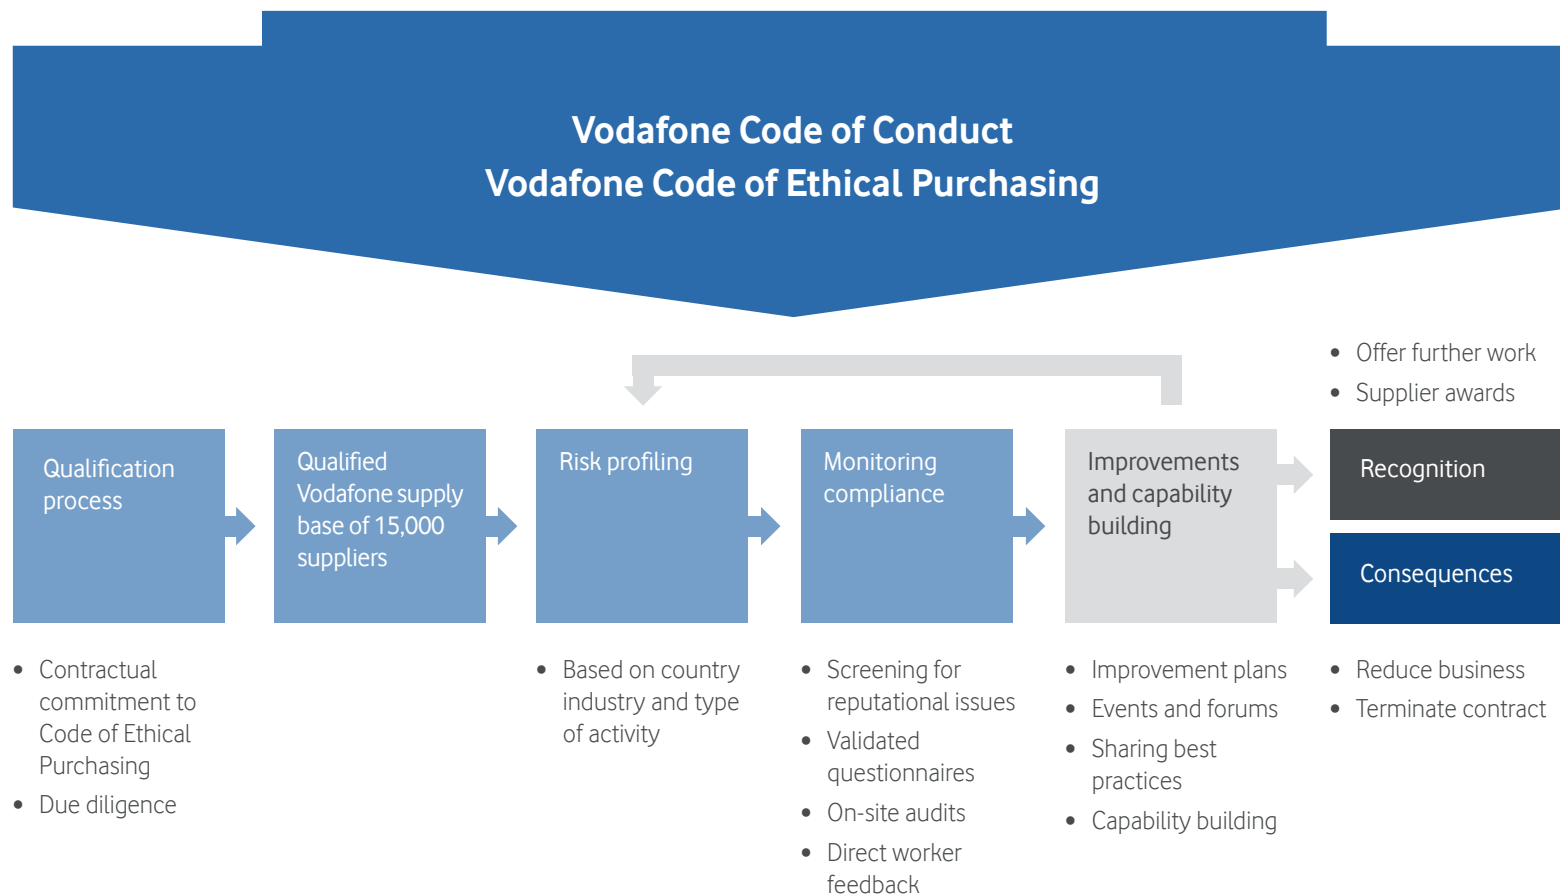 Vodafone Code of Conduct
Vodafone Code of Ethical Purchasing
• Offer further work
• Supplier awards
Qualification
process
Qualified
Vodafone supply
base of 15,000
suppliers
Risk profiling
Monitoring
compliance
Improvements
and capability
building
Recognition
Consequences
• Contractual
commitment to
Code of Ethical
Purchasing
• Due diligence
• Based on country
industry and type
of activity
• Screening for
reputational issues
• Validated
questionnaires
• On-site audits
• Direct worker
feedback
• Improvement plans
• Events and forums
• Sharing best
practices
• Capability building
• Reduce business
• Terminate contract